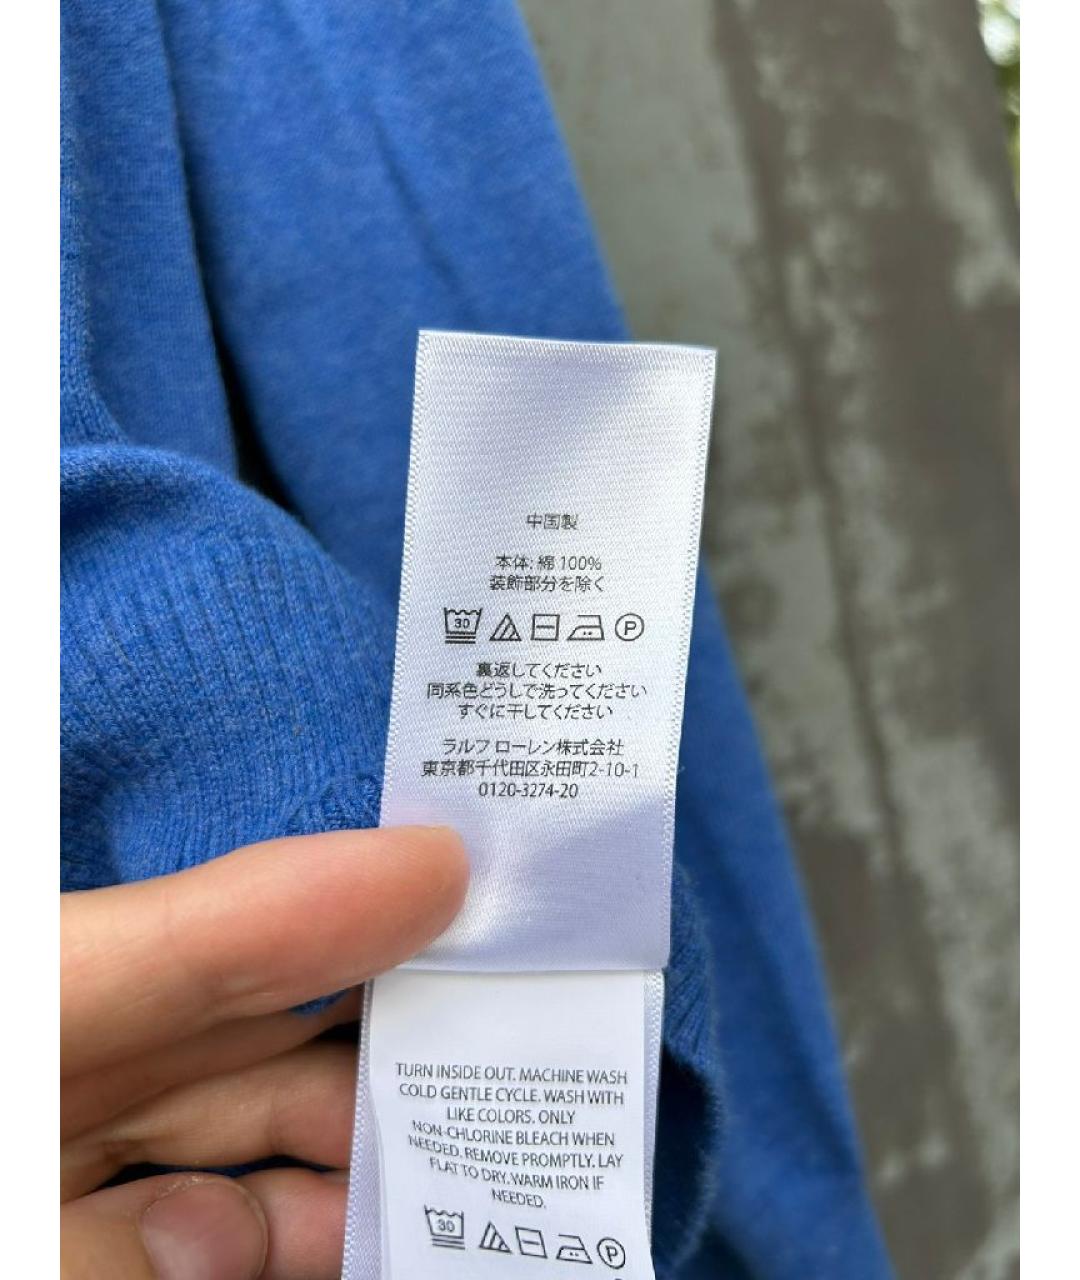 中国製
本体: 綿 100%
装飾部分を除く
30 P
裏返してください
同系色どうしで洗ってください
すぐに干してください
ラルフ ローレン株式会社
東京都千代田区永田町2-10-1
0120-3274-20
TURN INSIDE OUT. MACHINE WASH
COLD GENTLE CYCLE. WASH WITH
LIKE COLORS. ONLY
NON-CHLORINE BLEACH WHEN
NEEDED. REMOVE PROMPTLY. LAY
FLAT TO DRY. WARM IRON IF
NEEDED.
30 P